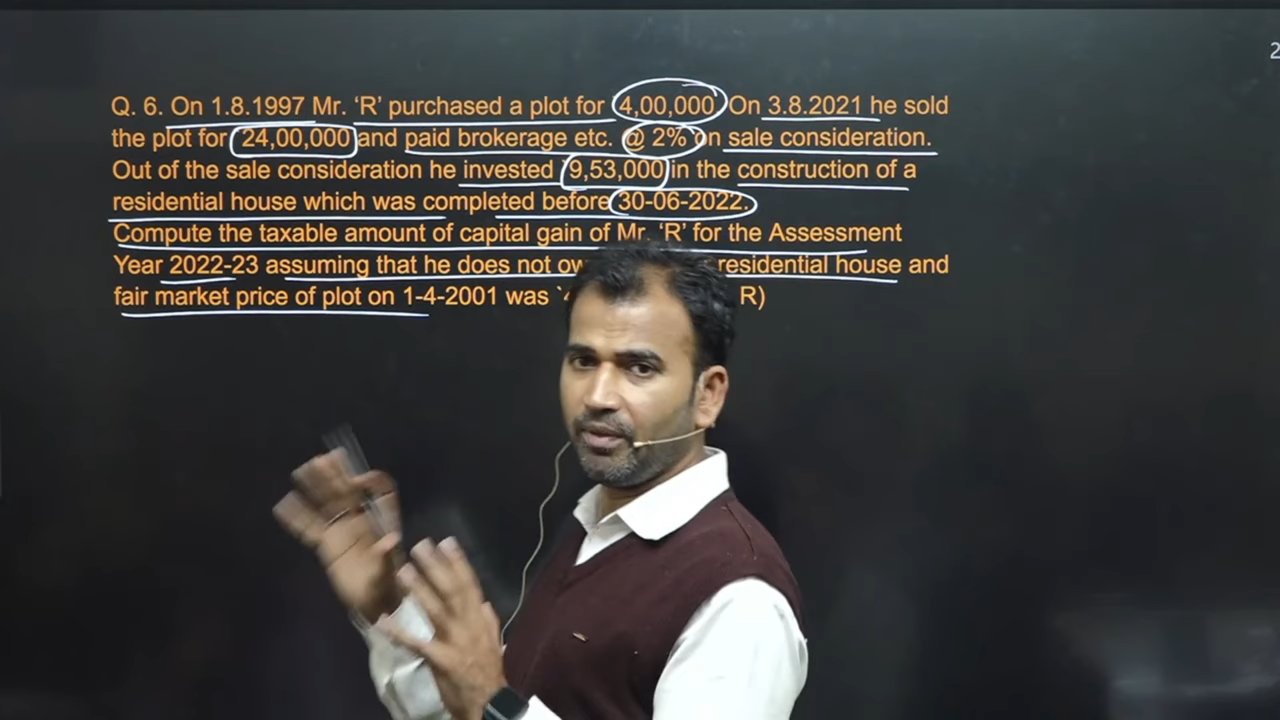 2
Q. 6. On 1.8.1997 Mr. ‘R’ purchased a plot for 4,00,000 On 3.8.2021 he sold
the plot for 24,00,000 and paid brokerage etc. @ 2% on sale consideration.
Out of the sale consideration he invested `9,53,000 in the construction of a
residential house which was completed before 30-06-2022.
Compute the taxable amount of capital gain of Mr. ‘R’ for the Assessment
Year 2022-23 assuming that he does not residential house and
fair market price of plot on 1-4-2001 was R)